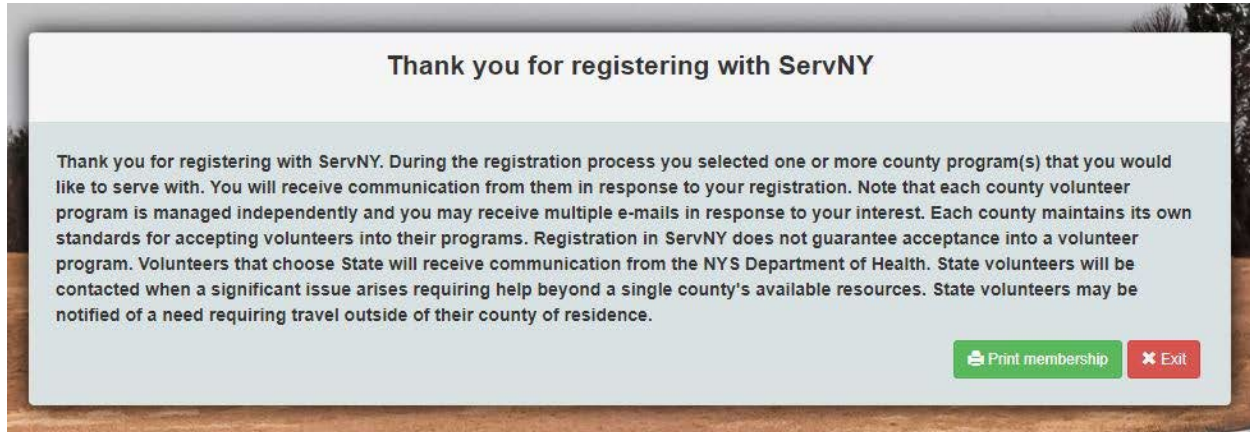 Thank you for registering with ServNY
Thank you for registering with ServNY. During the registration process you selected one or more county program(s) that you would
like to serve with. You will receive communication from them in response to your registration. Note that each county volunteer
program is managed independently and you may receive multiple e-mails in response to your interest. Each county maintains its own
standards for accepting volunteers into their programs. Registration in ServNY does not guarantee acceptance into a volunteer
program. Volunteers that choose State will receive communication from the NYS Department of Health. State volunteers will be
contacted when a significant issue arises requiring help beyond a single county's available resources. State volunteers may be
notified of a need requiring travel outside of their county of residence.
Print membership
Exit